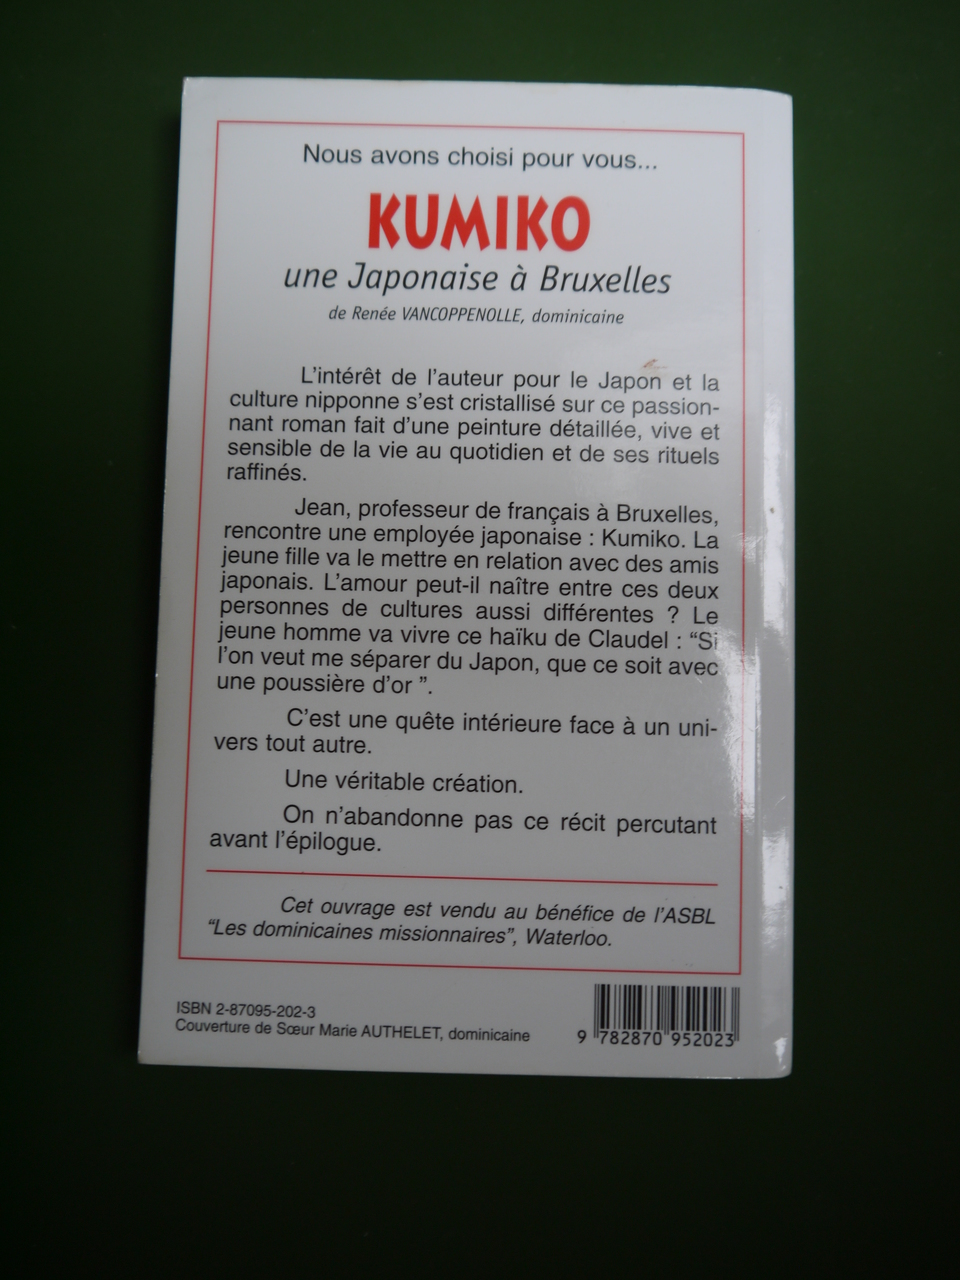 Nous avons choisi pour vous...
KUMIKO
une Japonaise à Bruxelles
de Renée VANCOPPENOLLE, dominicaine
L'intérêt de l'auteur pour le Japon et la
culture nipponne s'est cristallisé sur ce passion-
nant roman fait d'une peinture détaillée, vive et
sensible de la vie au quotidien et de ses rituels
raffinés.
Jean, professeur de français à Bruxelles,
rencontre une employée japonaise : Kumiko. La
jeune fille va le mettre en relation avec des amis
japonais. L'amour peut-il naître entre ces deux
personnes de cultures aussi différentes ? Le
jeune homme va vivre ce haïku de Claudel : “Si
l'on veut me séparer du Japon, que ce soit avec
une poussière d'or ”.
C'est une quête intérieure face à un uni-
vers tout autre.
Une véritable création.
On n'abandonne pas ce récit percutant
avant l'épilogue.
Cet ouvrage est vendu au bénéfice de l'ASBL
“Les dominicaines missionnaires”, Waterloo.
ISBN 2-87095-202-3
Couverture de Sœur Marie AUTHELET, dominicaine
9 782870 952023